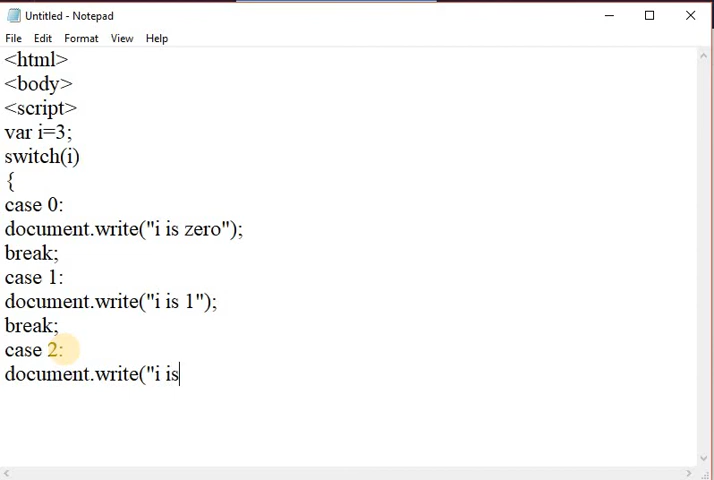 Untitled - Notepad
File Edit Format View Help
<html>
<body>
<script>
var i=3;
switch(i)
{
case 0:
document.write("i is zero");
break;
case 1:
document.write("i is 1");
break;
case 2:
document.write("i is